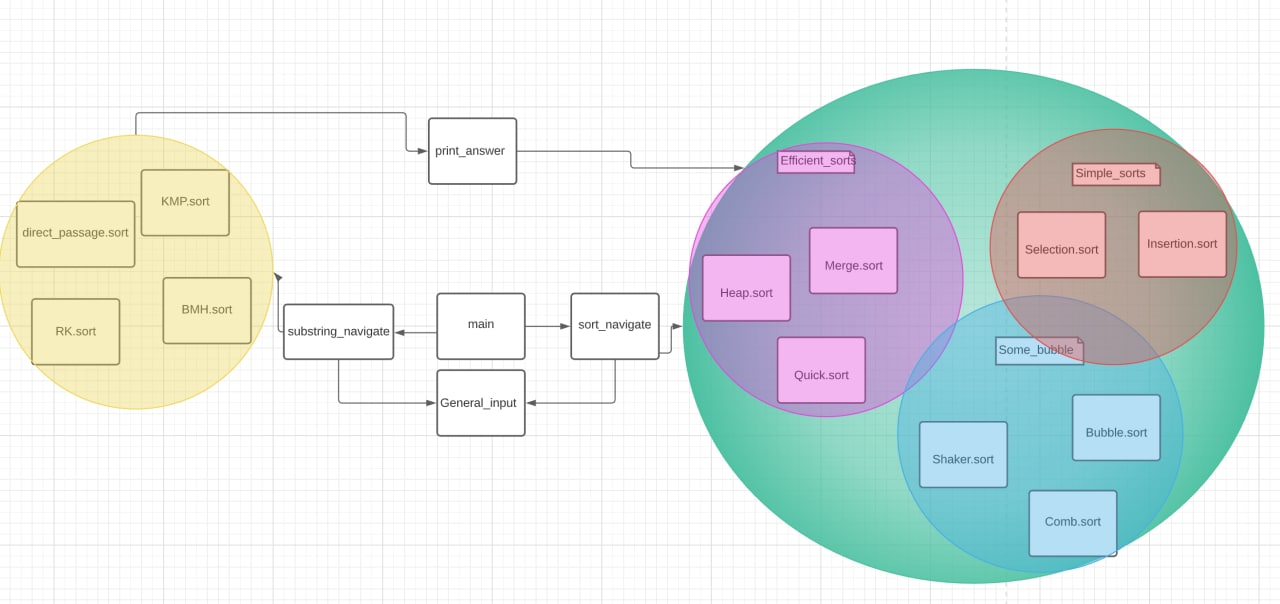 print_answer
KMP.sort
direct_passage.sort
BMH.sort
RK.sort
substring_navigate
main
sort_navigate
General_input
Efficient_sorts
Merge.sort
Heap.sort
Quick.sort
Simple_sorts
Selection.sort
Insertion.sort
Some_bubble
Bubble.sort
Shaker.sort
Comb.sort